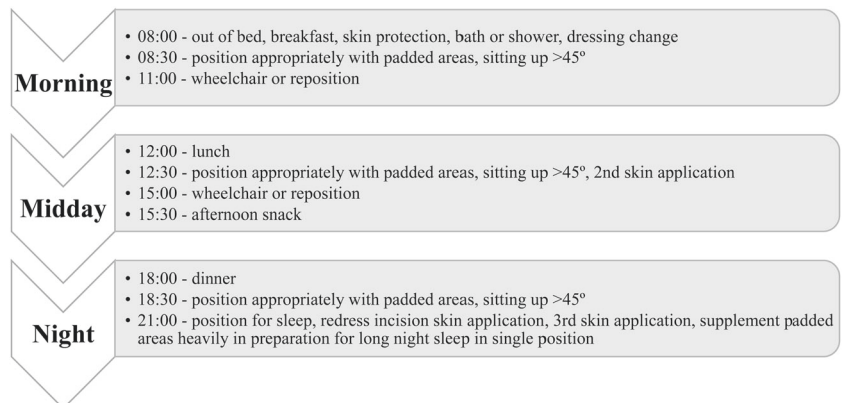 Morning
• 08:00 - out of bed, breakfast, skin protection, bath or shower, dressing change
• 08:30 - position appropriately with padded areas, sitting up >45º
• 11:00 - wheelchair or reposition
Midday
• 12:00 - lunch
• 12:30 - position appropriately with padded areas, sitting up >45º, 2nd skin application
• 15:00 - wheelchair or reposition
• 15:30 - afternoon snack
Night
• 18:00 - dinner
• 18:30 - position appropriately with padded areas, sitting up >45º
• 21:00 - position for sleep, redress incision skin application, 3rd skin application, supplement padded
areas heavily in preparation for long night sleep in single position